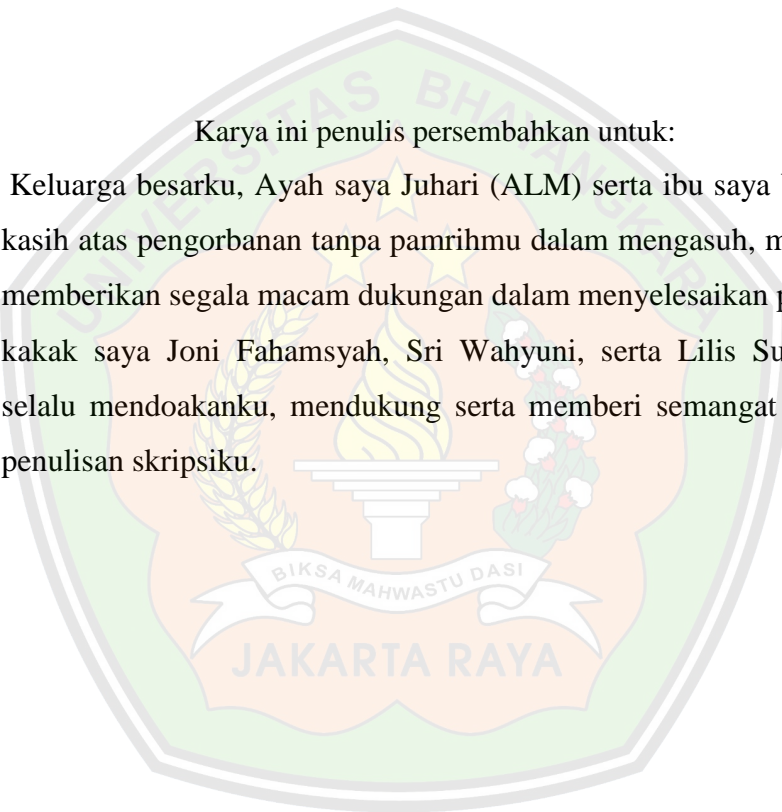 UNIVERSITAS BHAYANGKARA
Karya ini penulis persembahkan untuk:
Keluarga besarku, Ayah saya Juhari (ALM) serta ibu saya
kasih atas pengorbanan tanpa pamrihmu dalam mengasuh,
memberikan segala macam dukungan dalam menyelesaikan
kakak saya Joni Fahamsyah, Sri Wahyuni, serta Lilis
selalu mendoakanku, mendukung serta memberi semangat
penulisan skripsiku.
BIKSA MAHWASTU DASI
JAKARTA RAYA